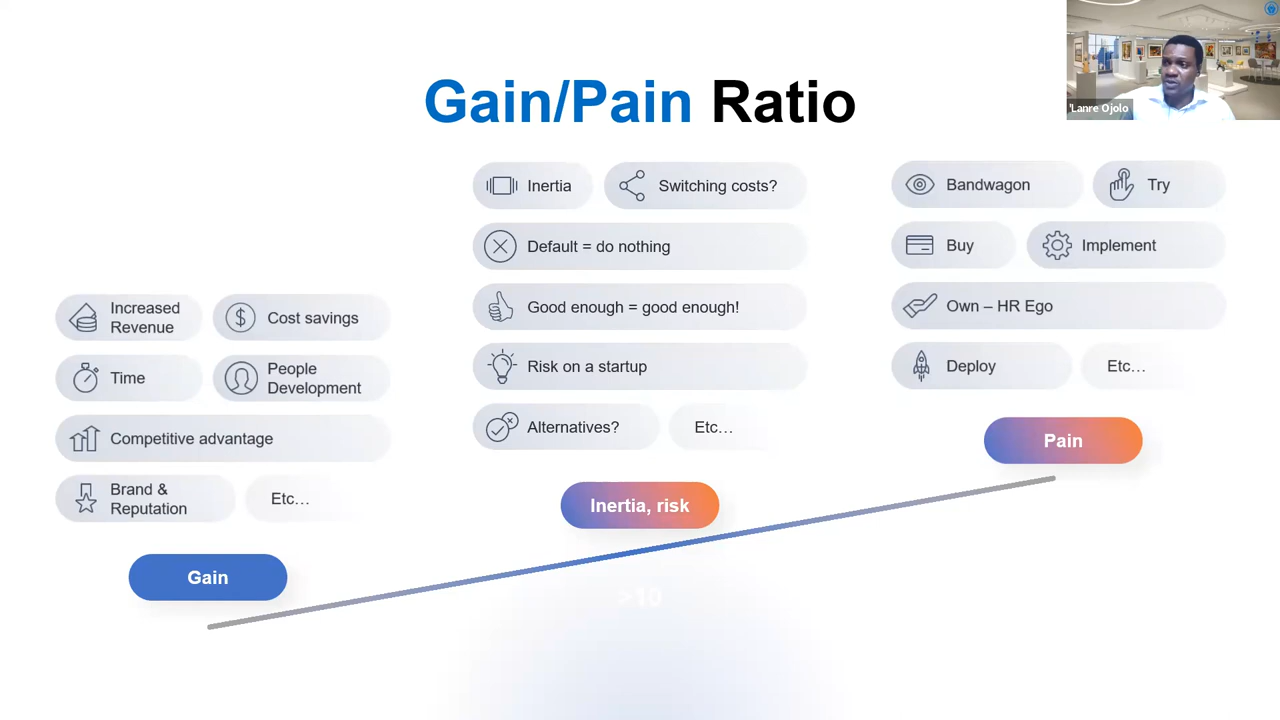 Gain/Pain Ratio
'Lanre Ojolo
Increased
Revenue
Cost savings
Time
People
Development
Competitive advantage
Brand &
Reputation
Etc...
Gain
Inertia
Switching costs?
Default = do nothing
Good enough = good enough!
Risk on a startup
Alternatives?
Etc...
Inertia, risk
>10
Bandwagon
Try
Buy
Implement
Own – HR Ego
Deploy
Etc...
Pain